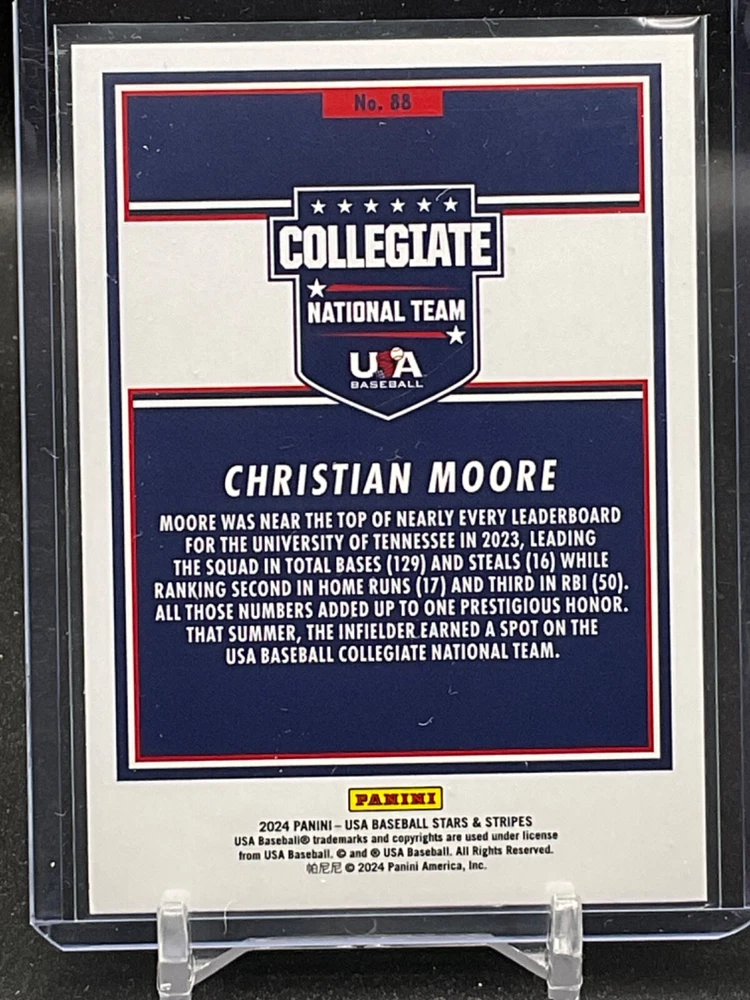 No. 88
COLLEGIATE
NATIONAL TEAM
USA
BASEBALL
CHRISTIAN MOORE
MOORE WAS NEAR THE TOP OF NEARLY EVERY LEADERBOARD
FOR THE UNIVERSITY OF TENNESSEE IN 2023, LEADING
THE SQUAD IN TOTAL BASES (129) AND STEALS (16) WHILE
RANKING SECOND IN HOME RUNS (17) AND THIRD IN RBI (50).
ALL THOSE NUMBERS ADDED UP TO ONE PRESTIGIOUS HONOR.
THAT SUMMER, THE INFIELDER EARNED A SPOT ON THE
USA BASEBALL COLLEGIATE NATIONAL TEAM.
PANINI
2024 PANINI – USA BASEBALL STARS & STRIPES
USA Baseball® trademarks and copyrights are used under license
from USA Baseball. © and ® USA Baseball. All Rights Reserved.
帕尼尼 © 2024 Panini America, Inc.